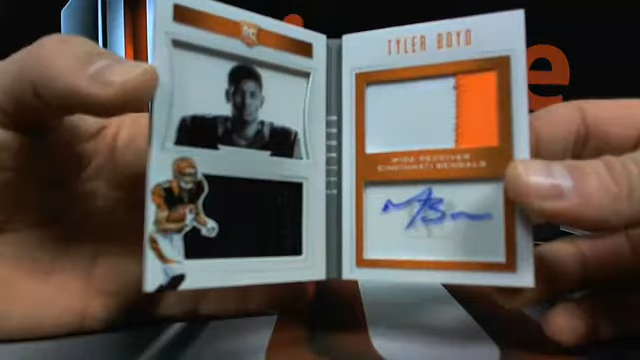 RC
TYLER BOYD
WIDE RECEIVER
CINCINNATI BENGALS
e